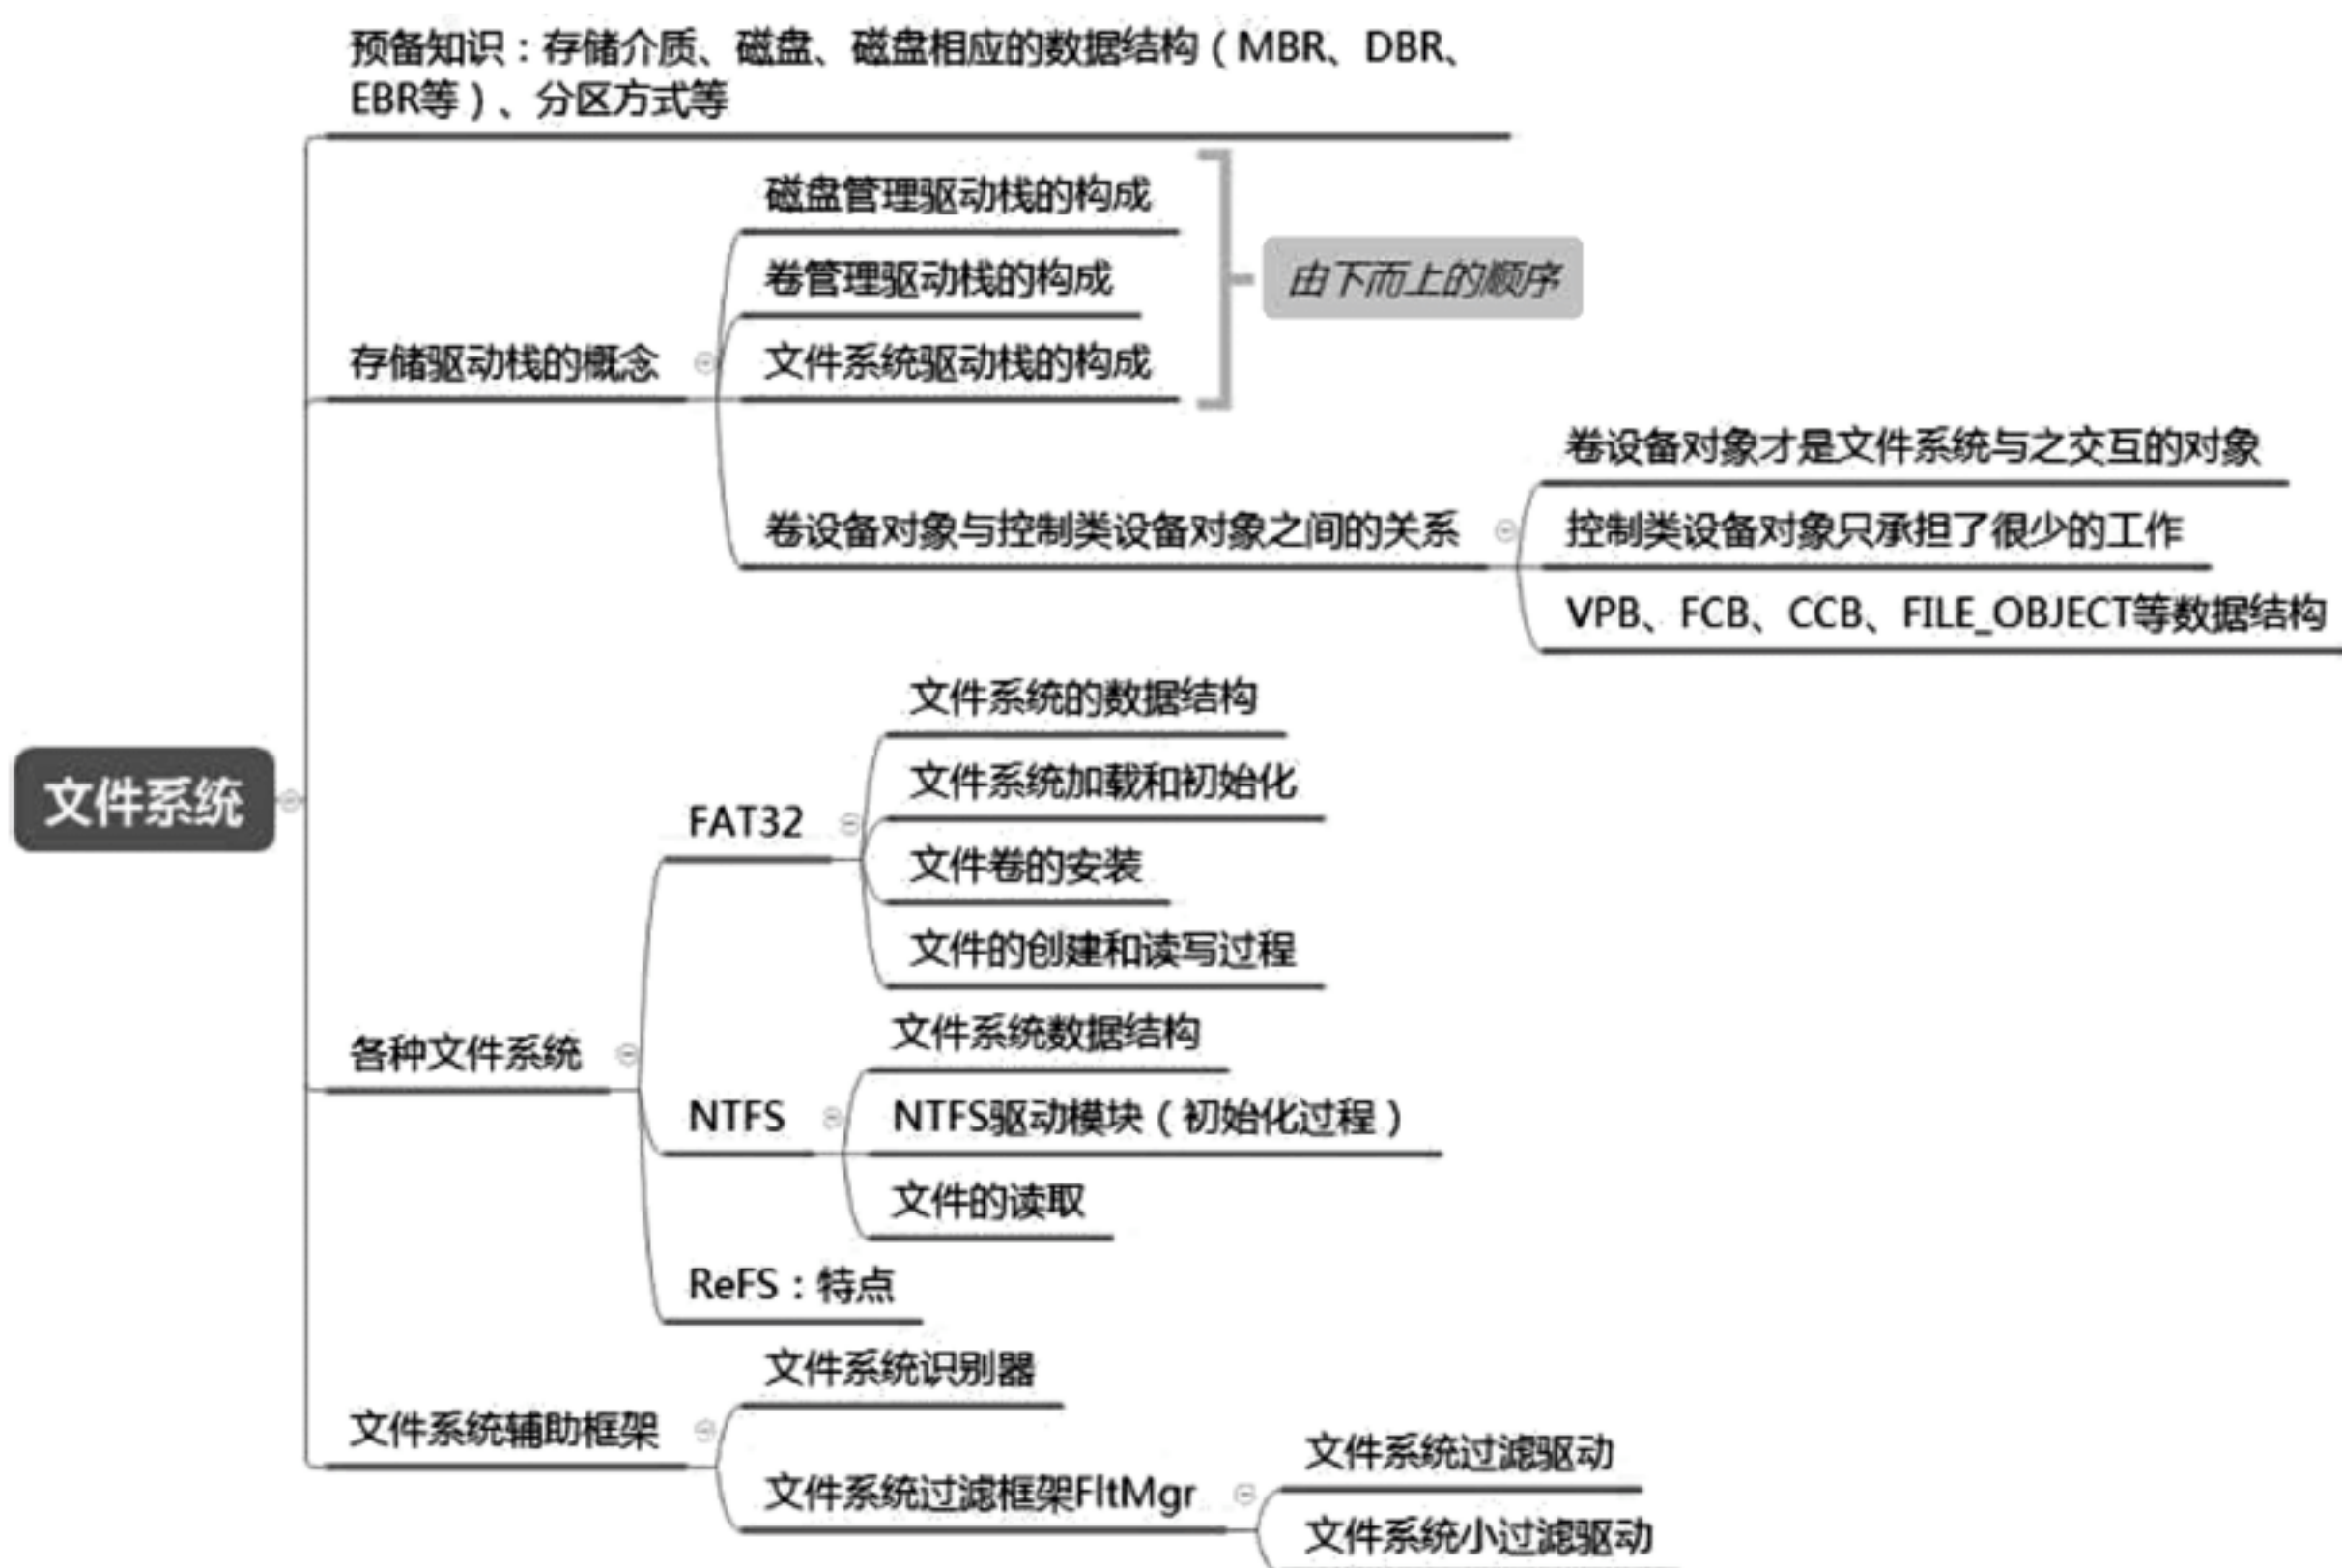 预备知识：存储介质、磁盘、磁盘相应的数据结构（MBR、DBR、
EBR等）、分区方式等
磁盘管理驱动栈的构成
卷管理驱动栈的构成
由下而上的顺序
存储驱动栈的概念
文件系统驱动栈的构成
卷设备对象与控制类设备对象之间的关系
卷设备对象才是文件系统与之交互的对象
控制类设备对象只承担了很少的工作
VPB、FCB、CCB、FILE_OBJECT等数据结构
文件系统
各种文件系统
FAT32
文件系统的数据结构
文件系统加载和初始化
文件卷的安装
文件的创建和读写过程
NTFS
文件系统数据结构
NTFS驱动模块（初始化过程）
文件的读取
ReFS：特点
文件系统辅助框架
文件系统识别器
文件系统过滤框架FltMgr
文件系统过滤驱动
文件系统小过滤驱动